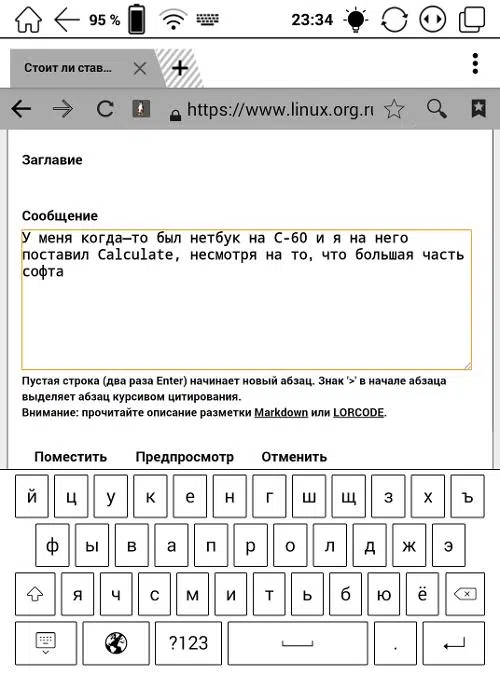 95 %
23:34
Стоит ли став...
https://www.linux.org.ru
Заглавие
Сообщение
У меня когда–то был нетбук на C-60 и я на него
поставил Calculate, несмотря на то, что большая часть
софта
Пустая строка (два раза Enter) начинает новый абзац. Знак '>' в начале абзаца
выделяет абзац курсивом цитирования.
Внимание: прочитайте описание разметки Markdown или LORCODE.
Поместить Предпросмотр Отменить
й ц у к е н г ш щ з х ъ
ф ы в а п р о л д ж э
я ч с м и т ь б ю ё
?123 .